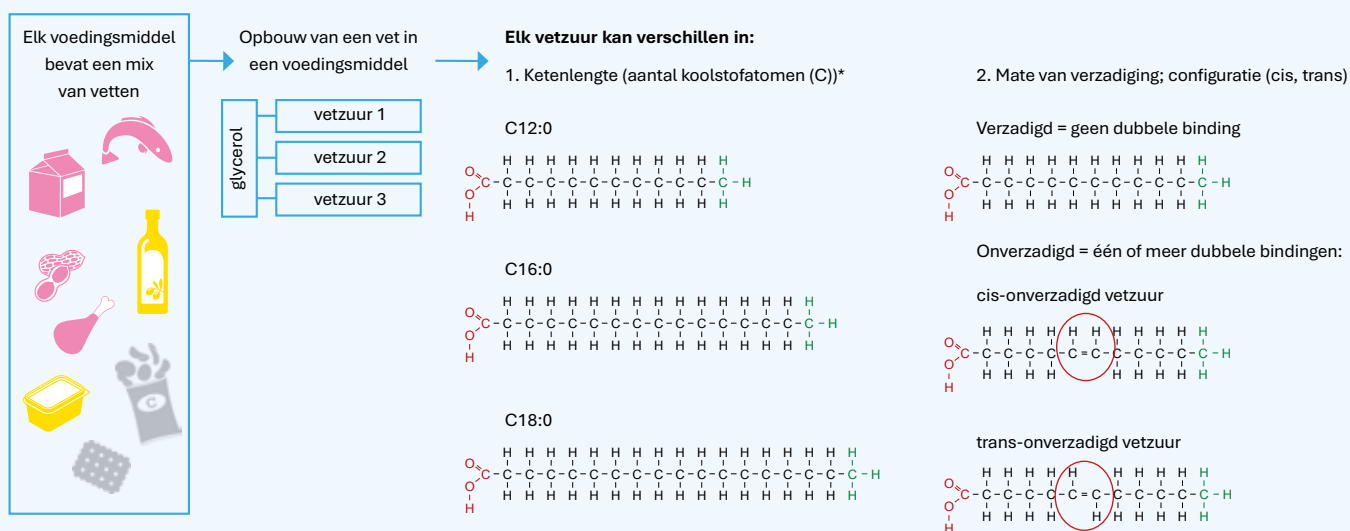 Elk voedingsmiddel
bevat een mix
van vetten
C
Opbouw van een vet in
een voedingsmiddel
glycerol
vetzuur 1
vetzuur 2
vetzuur 3
Elk vetzuur kan verschillen in:
1. Ketenlengte (aantal koolstofatomen (C))*
C12:0
H H H H H H H H H H H
O=C-C-C-C-C-C-C-C-C-C-C-C-H
O H H H H H H H H H H H
H
C16:0
H H H H H H H H H H H H H H H
O=C-C-C-C-C-C-C-C-C-C-C-C-C-C-C-C-H
O H H H H H H H H H H H H H H H
H
C18:0
H H H H H H H H H H H H H H H H H
O=C-C-C-C-C-C-C-C-C-C-C-C-C-C-C-C-C-C-H
O H H H H H H H H H H H H H H H H H
H
2. Mate van verzadiging; configuratie (cis, trans)
Verzadigd = geen dubbele binding
H H H H H H H H H H H
O=C-C-C-C-C-C-C-C-C-C-C-C-H
O H H H H H H H H H H H
H
Onverzadigd = één of meer dubbele bindingen:
cis-onverzadigd vetzuur
H H H H H H H H H H H
O=C-C-C-C-C-C=C-C-C-C-C-C-H
O H H H H H H H H H
H
trans-onverzadigd vetzuur
H H H H H H H H H H
O=C-C-C-C-C-C=C-C-C-C-C-C-H
O H H H H H H H H H H
H